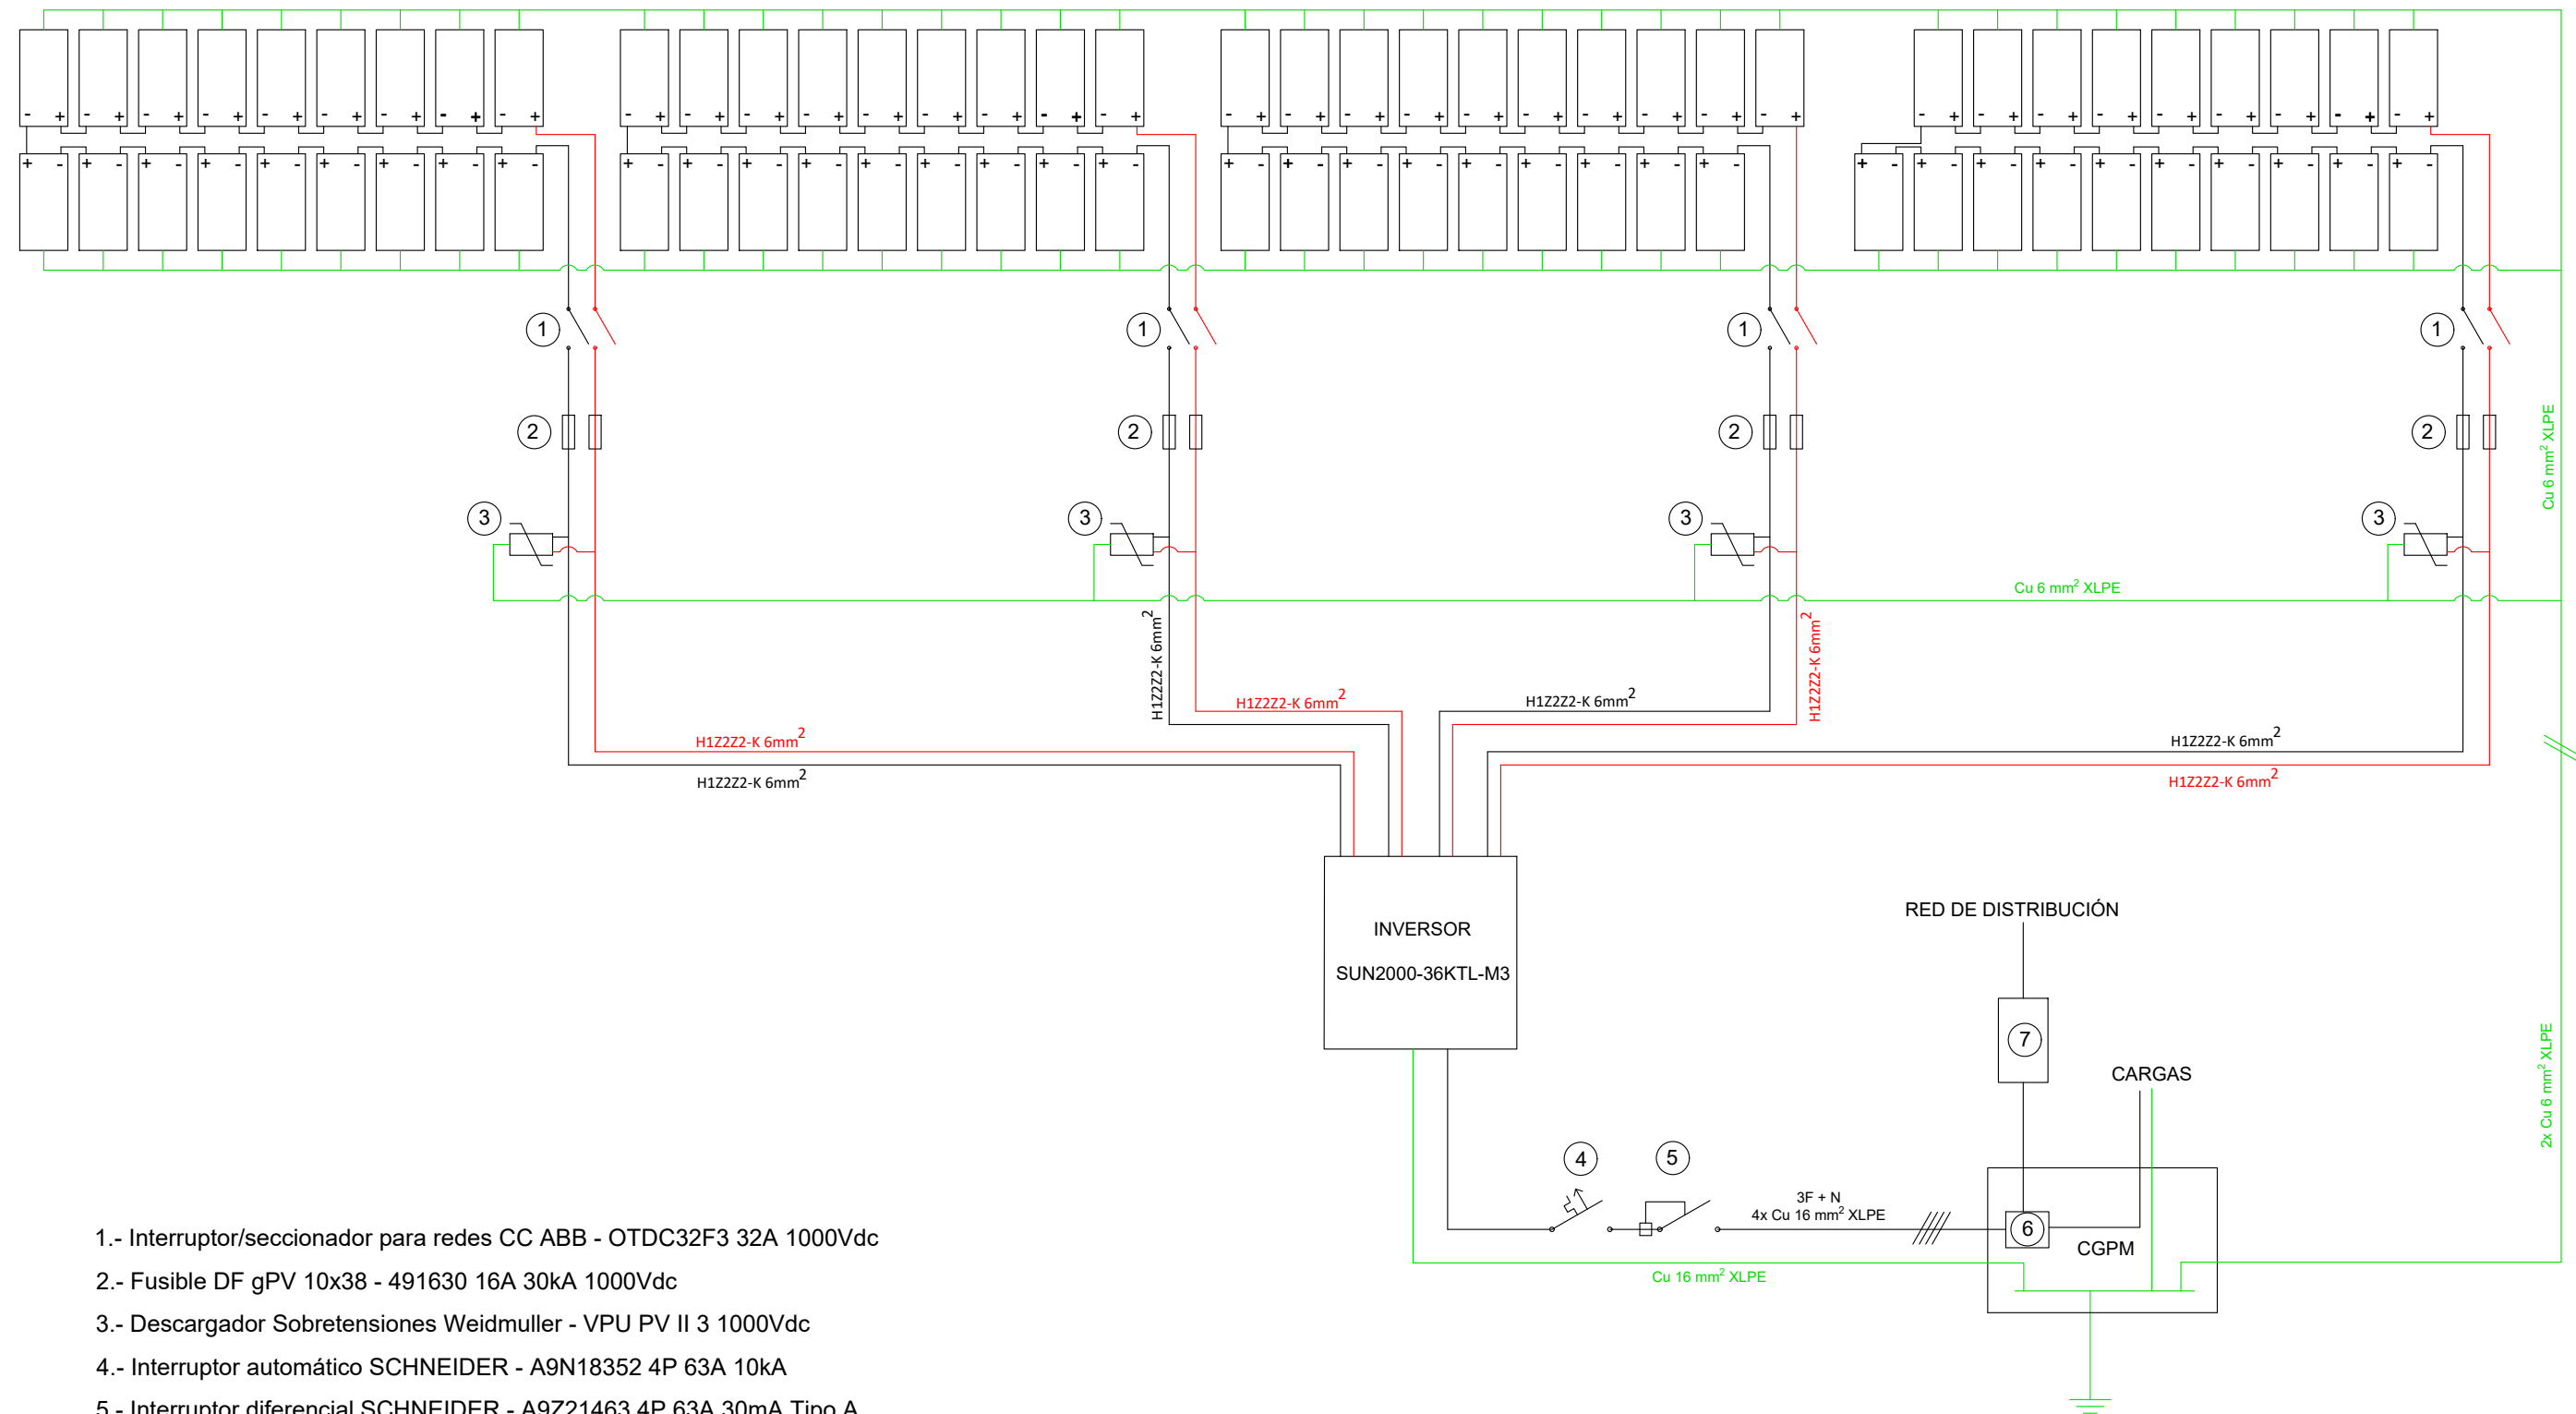 - + - + - + - + - + - + - + - + - +
- + - + - + - + - + - + - + - + - +
- + - + - + - + - + - + - + - + - + - +
- + - + - + - + - + - + - + - + - +
+ - + - + - + - + - + - + - + - + -
+ - + - + - + - + - + - + - + - + -
+ - + - + - + - + - + - + - + - + -
+ - + - + - + - + - + - + - + - + - + -
1
1
1
1
2
2
2
2
Cu 6 mm² XLPE
3
3
3
3
Cu 6 mm² XLPE
H1Z2Z2-K 6mm²
H1Z2Z2-K 6mm²
H1Z2Z2-K 6mm²
H1Z2Z2-K 6mm²
H1Z2Z2-K 6mm²
H1Z2Z2-K 6mm²
H1Z2Z2-K 6mm²
H1Z2Z2-K 6mm²
INVERSOR
SUN2000-36KTL-M3
RED DE DISTRIBUCIÓN
7
CARGAS
2x Cu 6 mm² XLPE
4
5
3F + N
4x Cu 16 mm² XLPE
6
CGPM
Cu 16 mm² XLPE
1.- Interruptor/seccionador para redes CC ABB - OTDC32F3 32A 1000Vdc
2.- Fusible DF gPV 10x38 - 491630 16A 30kA 1000Vdc
3.- Descargador Sobretensiones Weidmuller - VPU PV II 3 1000Vdc
4.- Interruptor automático SCHNEIDER - A9N18352 4P 63A 10kA
5.- Interruptor diferencial SCHNEIDER - A9Z21463 4P 63A 30mA Tipo A